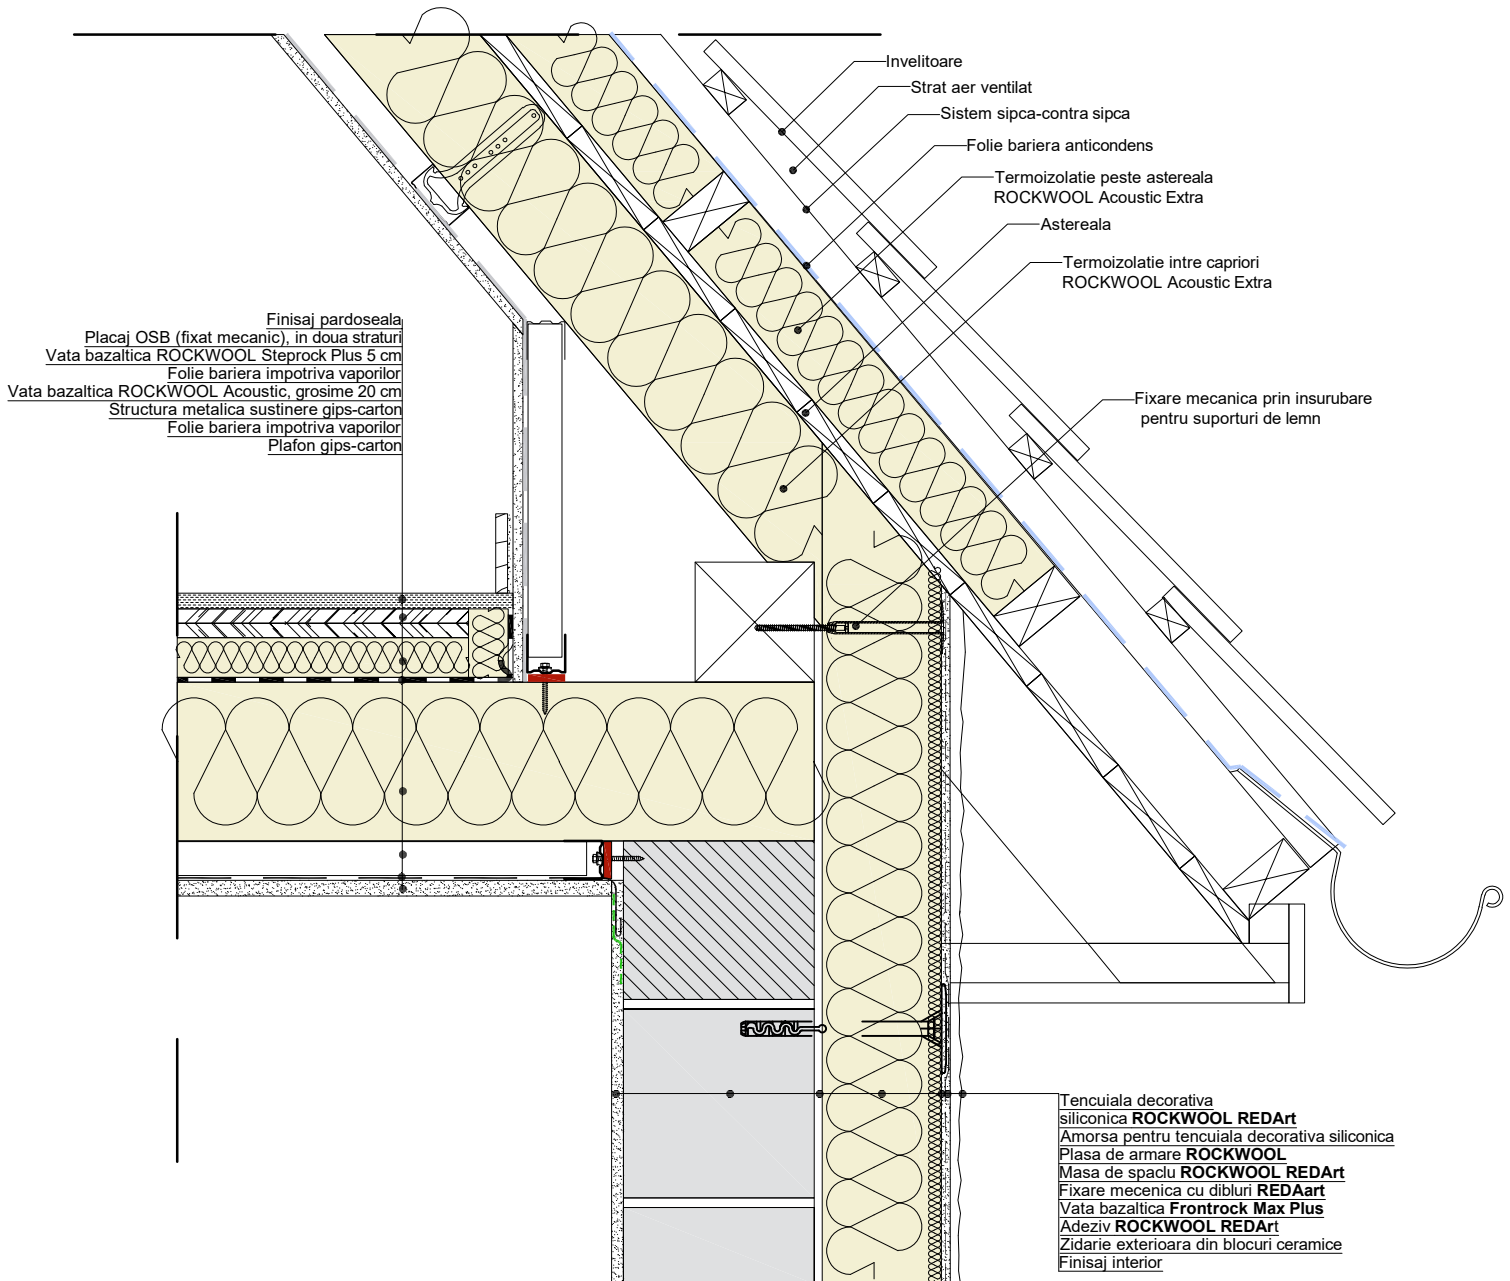 Invelitoare
Strat aer ventilat
Sistem sipca-contra sipca
Folie bariera anticondens
Termoizolatie peste astereala
ROCKWOOL Acoustic Extra
Astereala
Termoizolatie intre capriori
ROCKWOOL Acoustic Extra
Finisaj pardoseala
Placaj OSB (fixat mecanic), in doua straturi
Vata bazaltica ROCKWOOL Steprock Plus 5 cm
Folie bariera impotriva vaporilor
Vata bazaltica ROCKWOOL Acoustic, grosime 20 cm
Structura metalica sustinere gips-carton
Folie bariera impotriva vaporilor
Plafon gips-carton
Fixare mecanica prin insurubare
pentru suporturi de lemn
Tencuiala decorativa
siliconica ROCKWOOL REDArt
Amorsa pentru tencuiala decorativa siliconica
Plasa de armare ROCKWOOL
Masa de spaclu ROCKWOOL REDArt
Fixare mecenica cu dibluri REDAart
Vata bazaltica Frontrock Max Plus
Adeziv ROCKWOOL REDArt
Zidarie exterioara din blocuri ceramice
Finisaj interior